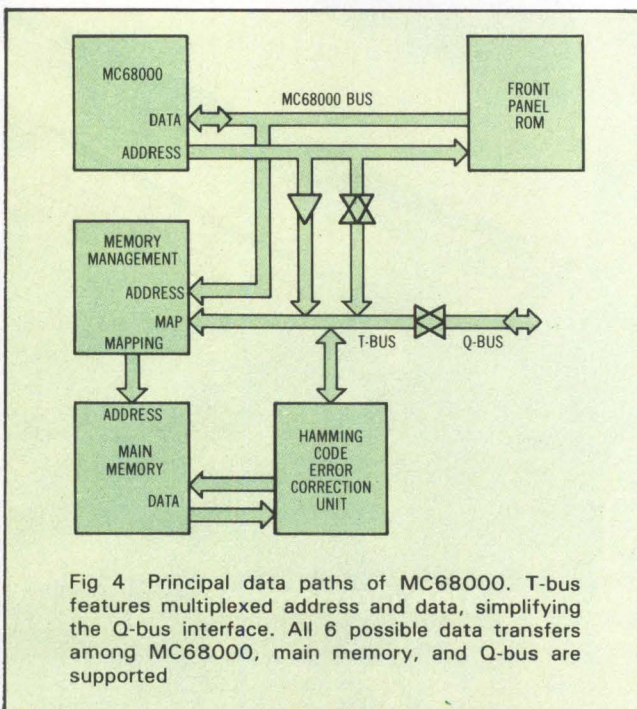 MC68000
DATA
ADDRESS
MC68000 BUS
FRONT
PANEL
ROM
MEMORY
MANAGEMENT
ADDRESS
MAP
MAPPING
T-BUS
Q-BUS
ADDRESS
MAIN
MEMORY
DATA
HAMMING
CODE
ERROR
CORRECTION
UNIT
Fig 4 Principal data paths of MC68000. T-bus
features multiplexed address and data, simplifying
the Q-bus interface. All 6 possible data transfers
among MC68000, main memory, and Q-bus are
supported